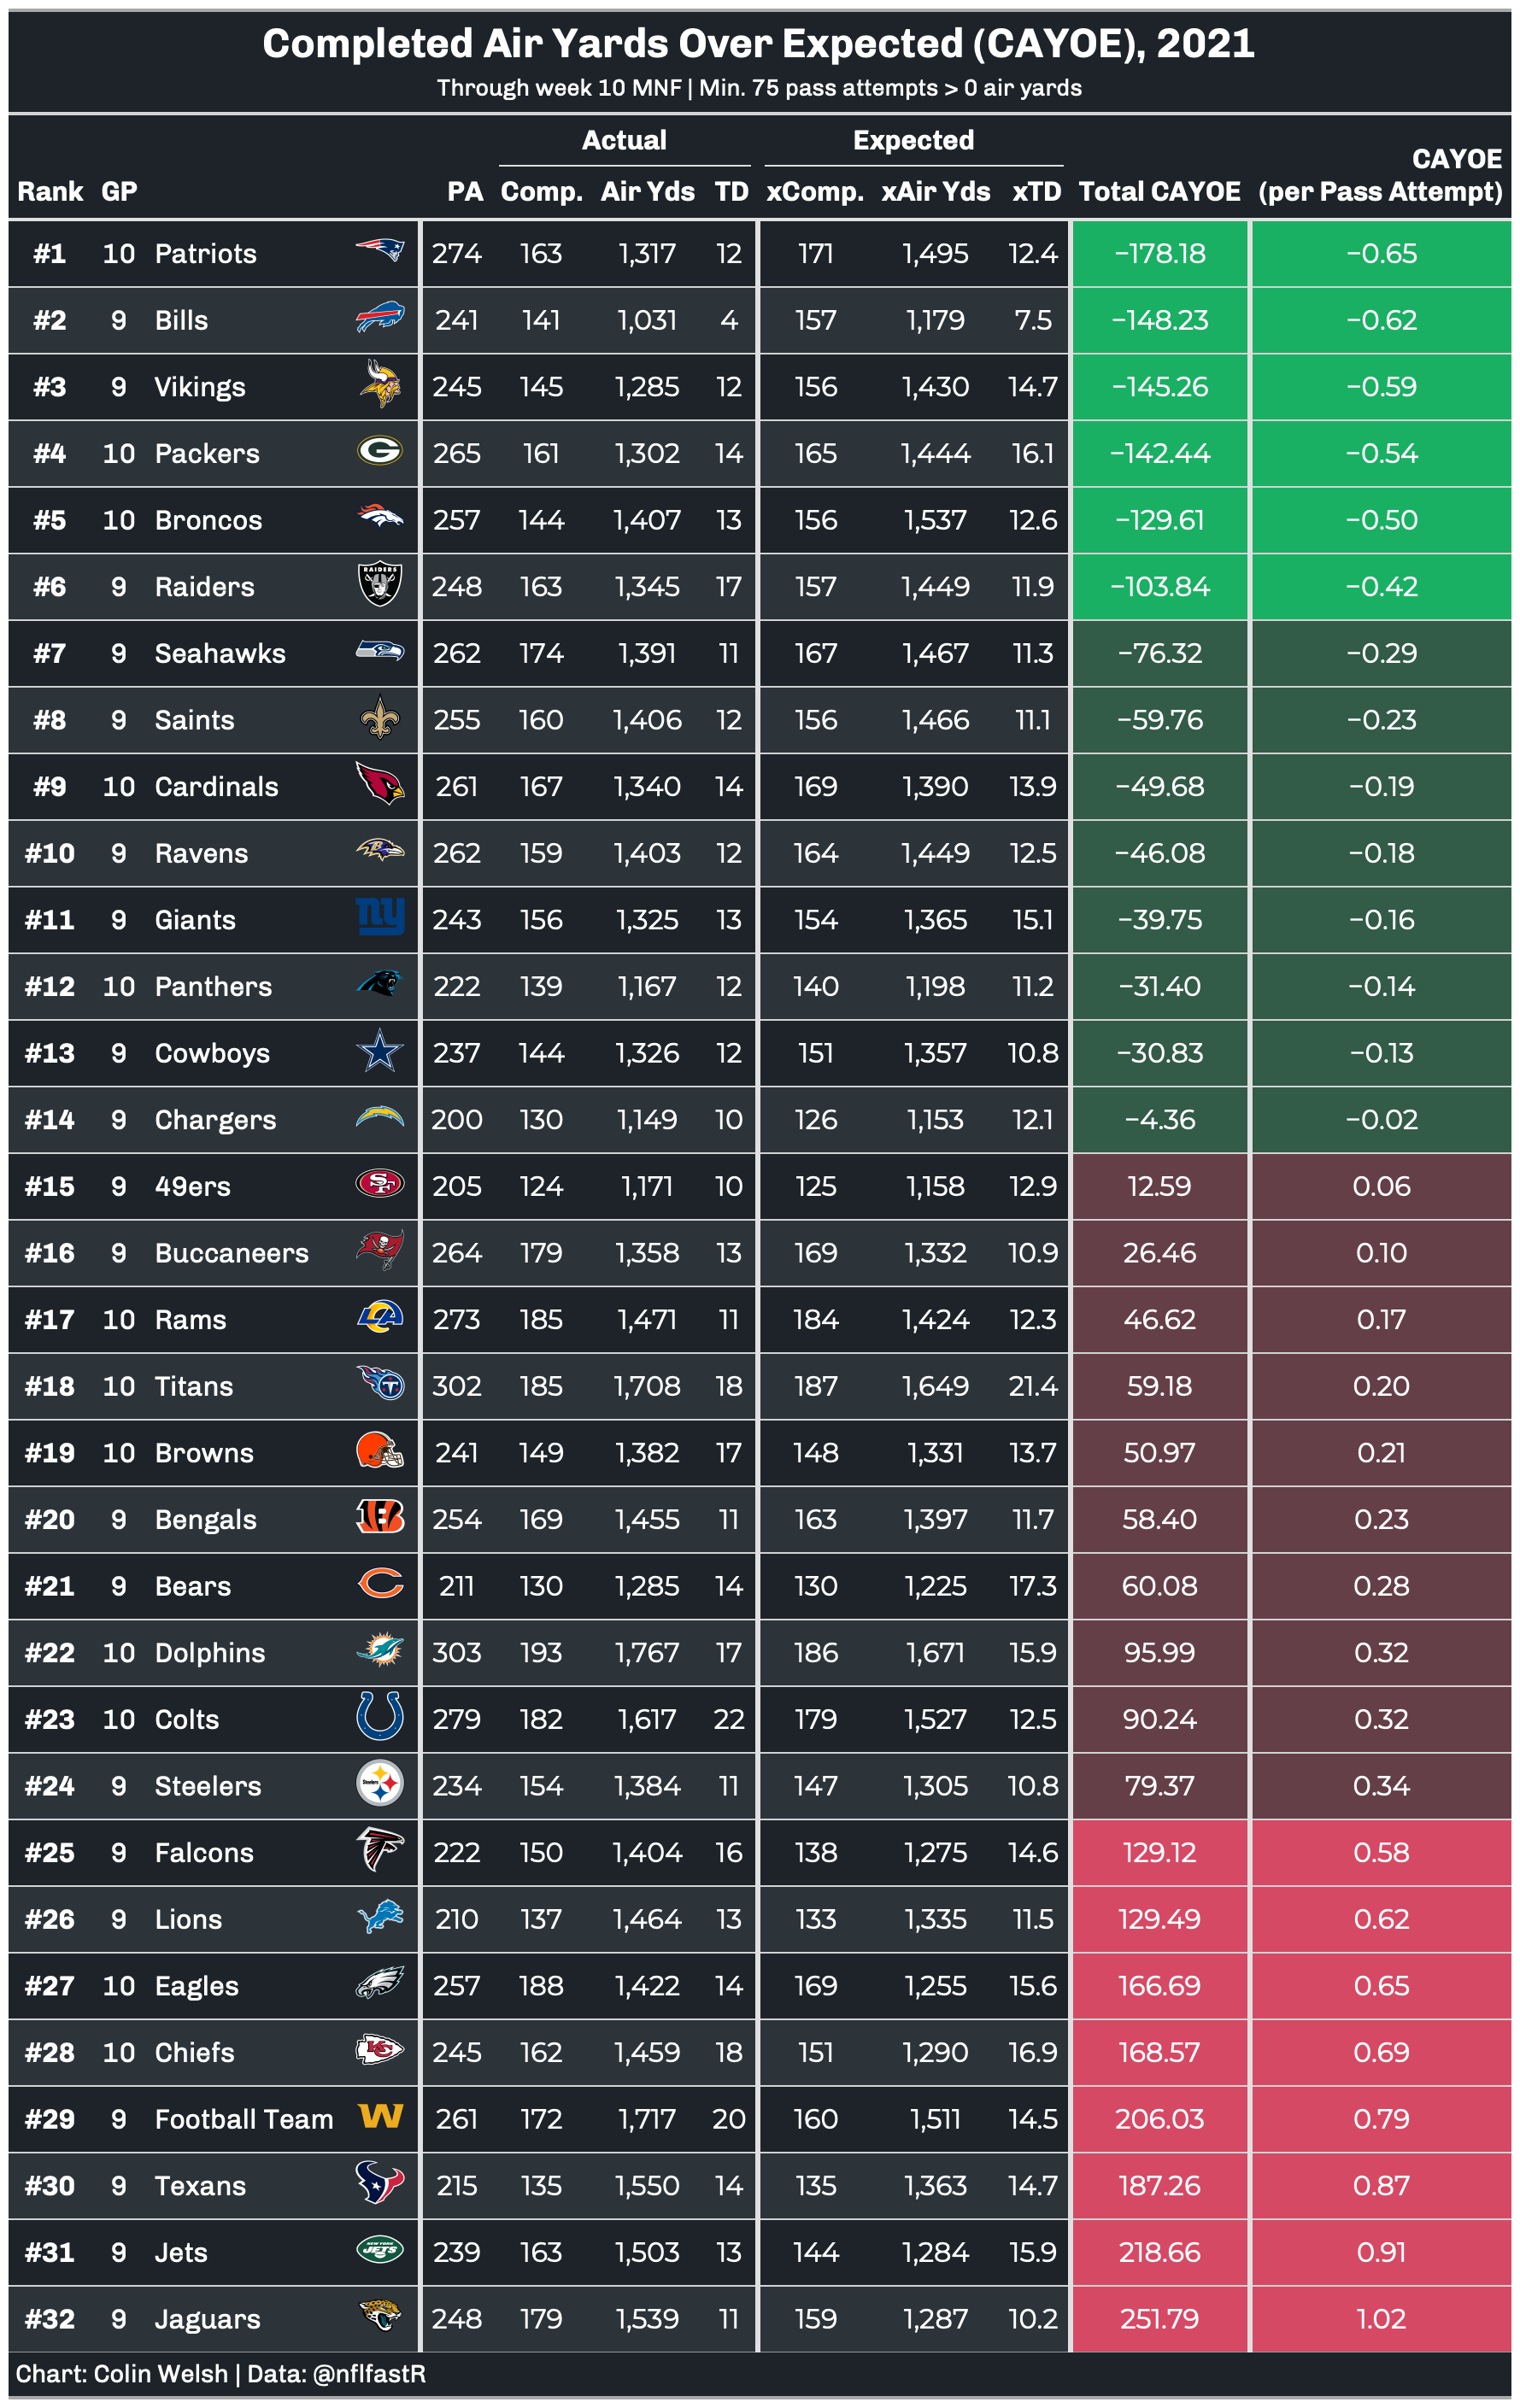 Completed Air Yards Over Expected (CAYOE), 2021
Through week 10 MNF | Min. 75 pass attempts > 0 air yards
Actual Expected
CAYOE
Rank GP PA Comp. Air Yds TD xComp. xAir Yds xTD Total CAYOE (per Pass Attempt)
#1 10 Patriots 274 163 1,317 12 171 1,495 12.4 −178.18 −0.65
#2 9 Bills 241 141 1,031 4 157 1,179 7.5 −148.23 −0.62
#3 9 Vikings 245 145 1,285 12 156 1,430 14.7 −145.26 −0.59
#4 10 Packers G 265 161 1,302 14 165 1,444 16.1 −142.44 −0.54
#5 10 Broncos 257 144 1,407 13 156 1,537 12.6 −129.61 −0.50
#6 9 Raiders RAIDERS 248 163 1,345 17 157 1,449 11.9 −103.84 −0.42
#7 9 Seahawks 262 174 1,391 11 167 1,467 11.3 −76.32 −0.29
#8 9 Saints 255 160 1,406 12 156 1,466 11.1 −59.76 −0.23
#9 10 Cardinals 261 167 1,340 14 169 1,390 13.9 −49.68 −0.19
#10 9 Ravens 262 159 1,403 12 164 1,449 12.5 −46.08 −0.18
#11 9 Giants ny 243 156 1,325 13 154 1,365 15.1 −39.75 −0.16
#12 10 Panthers 222 139 1,167 12 140 1,198 11.2 −31.40 −0.14
#13 9 Cowboys 237 144 1,326 12 151 1,357 10.8 −30.83 −0.13
#14 9 Chargers 200 130 1,149 10 126 1,153 12.1 −4.36 −0.02
#15 9 49ers SF 205 124 1,171 10 125 1,158 12.9 12.59 0.06
#16 9 Buccaneers 264 179 1,358 13 169 1,332 10.9 26.46 0.10
#17 10 Rams LA 273 185 1,471 11 184 1,424 12.3 46.62 0.17
#18 10 Titans T 302 185 1,708 18 187 1,649 21.4 59.18 0.20
#19 10 Browns 241 149 1,382 17 148 1,331 13.7 50.97 0.21
#20 9 Bengals B 254 169 1,455 11 163 1,397 11.7 58.40 0.23
#21 9 Bears C 211 130 1,285 14 130 1,225 17.3 60.08 0.28
#22 10 Dolphins 303 193 1,767 17 186 1,671 15.9 95.99 0.32
#23 10 Colts 279 182 1,617 22 179 1,527 12.5 90.24 0.32
#24 9 Steelers Steelers 234 154 1,384 11 147 1,305 10.8 79.37 0.34
#25 9 Falcons 222 150 1,404 16 138 1,275 14.6 129.12 0.58
#26 9 Lions 210 137 1,464 13 133 1,335 11.5 129.49 0.62
#27 10 Eagles 257 188 1,422 14 169 1,255 15.6 166.69 0.65
#28 10 Chiefs KC 245 162 1,459 18 151 1,290 16.9 168.57 0.69
#29 9 Football Team W 261 172 1,717 20 160 1,511 14.5 206.03 0.79
#30 9 Texans 215 135 1,550 14 135 1,363 14.7 187.26 0.87
#31 9 Jets NEW YORK JETS 239 163 1,503 13 144 1,284 15.9 218.66 0.91
#32 9 Jaguars 248 179 1,539 11 159 1,287 10.2 251.79 1.02
Chart: Colin Welsh | Data: @nflfastR